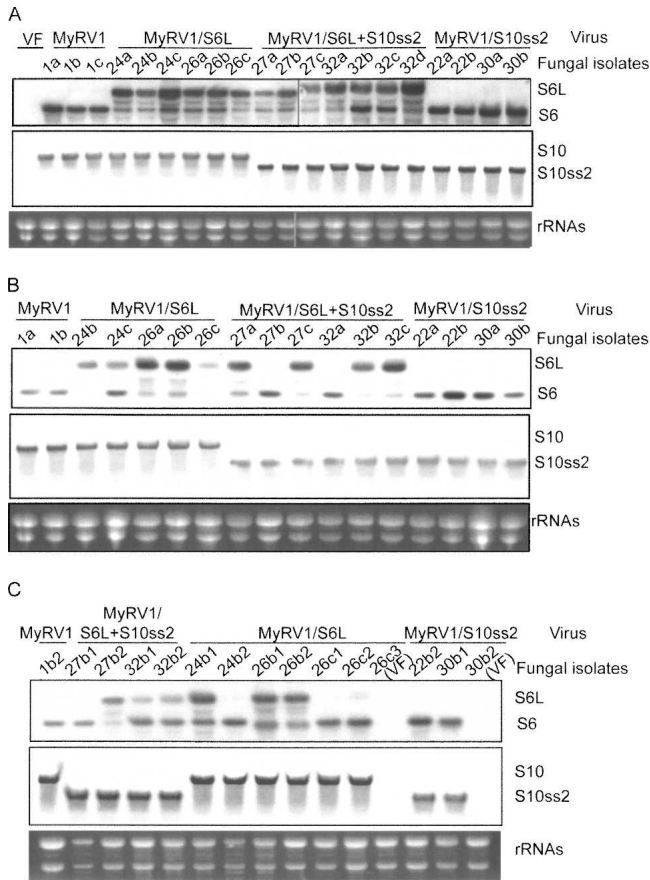 A
VF MyRV1 MyRV1/S6L MyRV1/S6L+S10ss2 MyRV1/S10ss2 Virus
1a 1b 1c 24a 24b 24c 26a 26b 26c 27a 27b 27c 32a 32b 32c 32d 22a 22b 30a 30b Fungal isolates
S6L
S6
S10
S10ss2
rRNAs
B
MyRV1 MyRV1/S6L MyRV1/S6L+S10ss2 MyRV1/S10ss2 Virus
1a 1b 24b 24c 26a 26b 26c 27a 27b 27c 32a 32b 32c 22a 22b 30a 30b Fungal isolates
S6L
S6
S10
S10ss2
rRNAs
C
MyRV1/
MyRV1 S6L+S10ss2 MyRV1/S6L MyRV1/S10ss2 Virus
1b2 27b1 27b2 32b1 32b2 24b1 24b2 26b1 26b2 26c1 26c2 26c3 (VF) 22b2 30b1 30b2 (VF) Fungal isolates
S6L
S6
S10
S10ss2
rRNAs